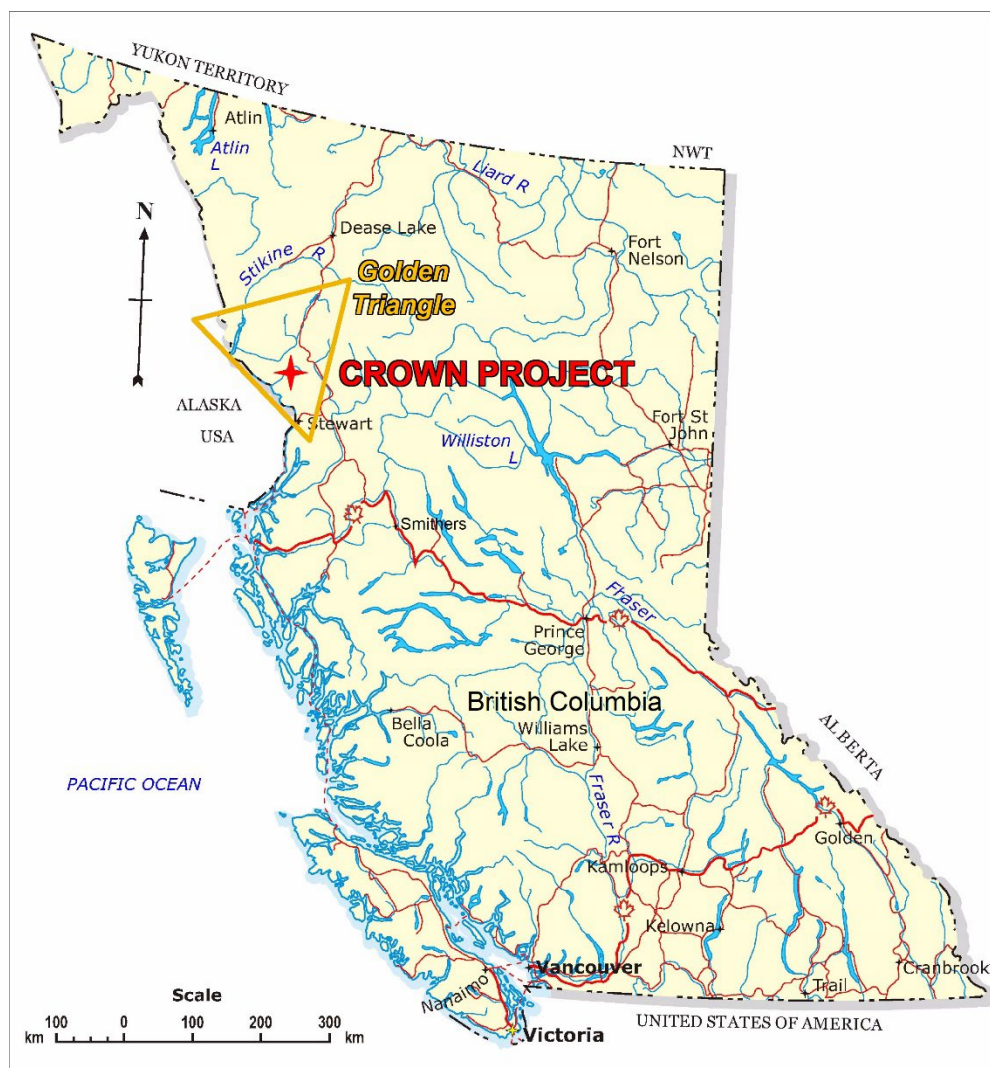 YUKON TERRITORY
Atlin
Atlin
L
NWT
Liard R
N
Dease Lake
Fort
Nelson
Stikine
R
Golden
Triangle
CROWN PROJECT
ALASKA
USA
Stewart
Fort St
John
Williston
L
Smithers
Fraser
Prince
George
British Columbia
Bella
Coola
Williams
Lake
ALBERTA
PACIFIC OCEAN
Fraser R
Golden
Kamloops
Kelowna
Vancouver
Cranbrook
Nanaimo
Trail
Scale
100 0 100 200 300
km km
Victoria
UNITED STATES OF AMERICA